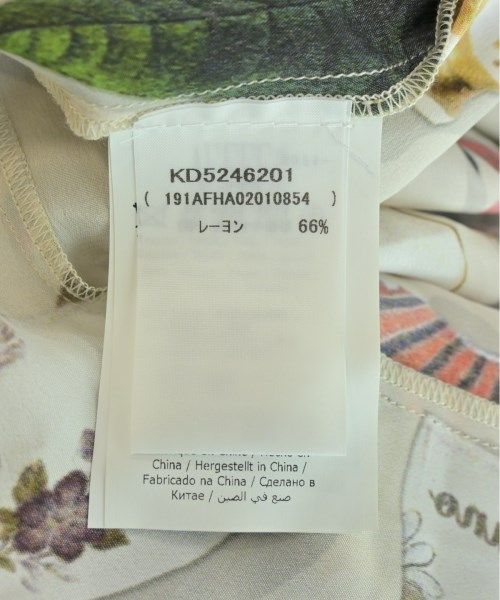 KD5246201
( 191AFHA02010854 )
レーヨン 66%
China / Hergestellt in China /
Fabricado na China / Сделано в
Китае / صنع في الصين